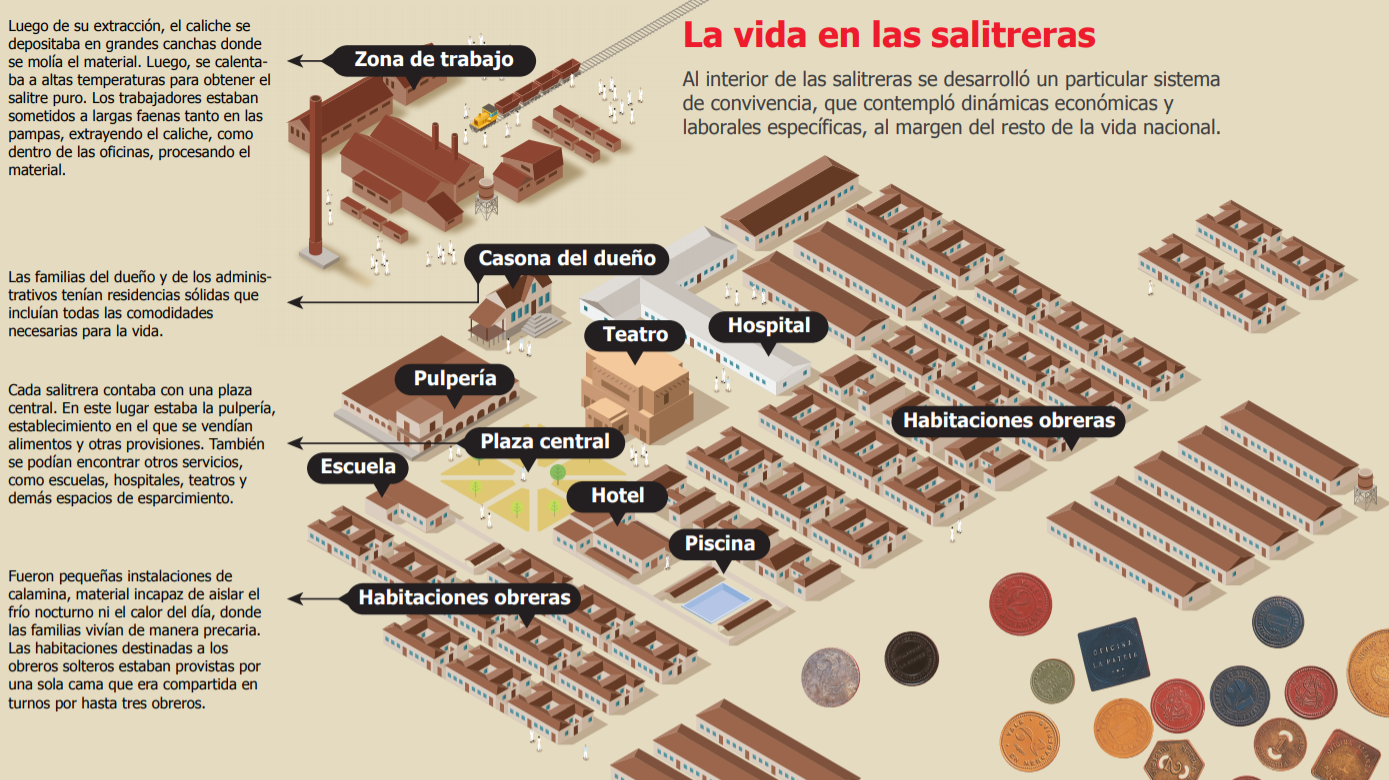 La vida en las salitreras
Al interior de las salitreras se desarrolló un particular sistema
de convivencia, que contempló dinámicas económicas y
laborales específicas, al margen del resto de la vida nacional.
Luego de su extracción, el caliche se
depositaba en grandes canchas donde
se molía el material. Luego, se calenta-
ba a altas temperaturas para obtener el
salitre puro. Los trabajadores estaban
sometidos a largas faenas tanto en las
pampas, extrayendo el caliche, como
dentro de las oficinas, procesando el
material.
Zona de trabajo
Las familias del dueño y de los adminis-
trativos tenían residencias sólidas que
incluían todas las comodidades
necesarias para la vida.
Casona del dueño
Teatro
Hospital
Pulpería
Cada salitrera contaba con una plaza
central. En este lugar estaba la pulpería,
establecimiento en el que se vendían
alimentos y otras provisiones. También
se podían encontrar otros servicios,
como escuelas, hospitales, teatros y
demás espacios de esparcimiento.
Plaza central
Habitaciones obreras
Escuela
Hotel
Piscina
Fueron pequeñas instalaciones de
calamina, material incapaz de aislar el
frío nocturno ni el calor del día, donde
las familias vivían de manera precaria.
Las habitaciones destinadas a los
obreros solteros estaban provistas por
una sola cama que era compartida en
turnos por hasta tres obreros.
Habitaciones obreras
OFICINA
LA PATRIA